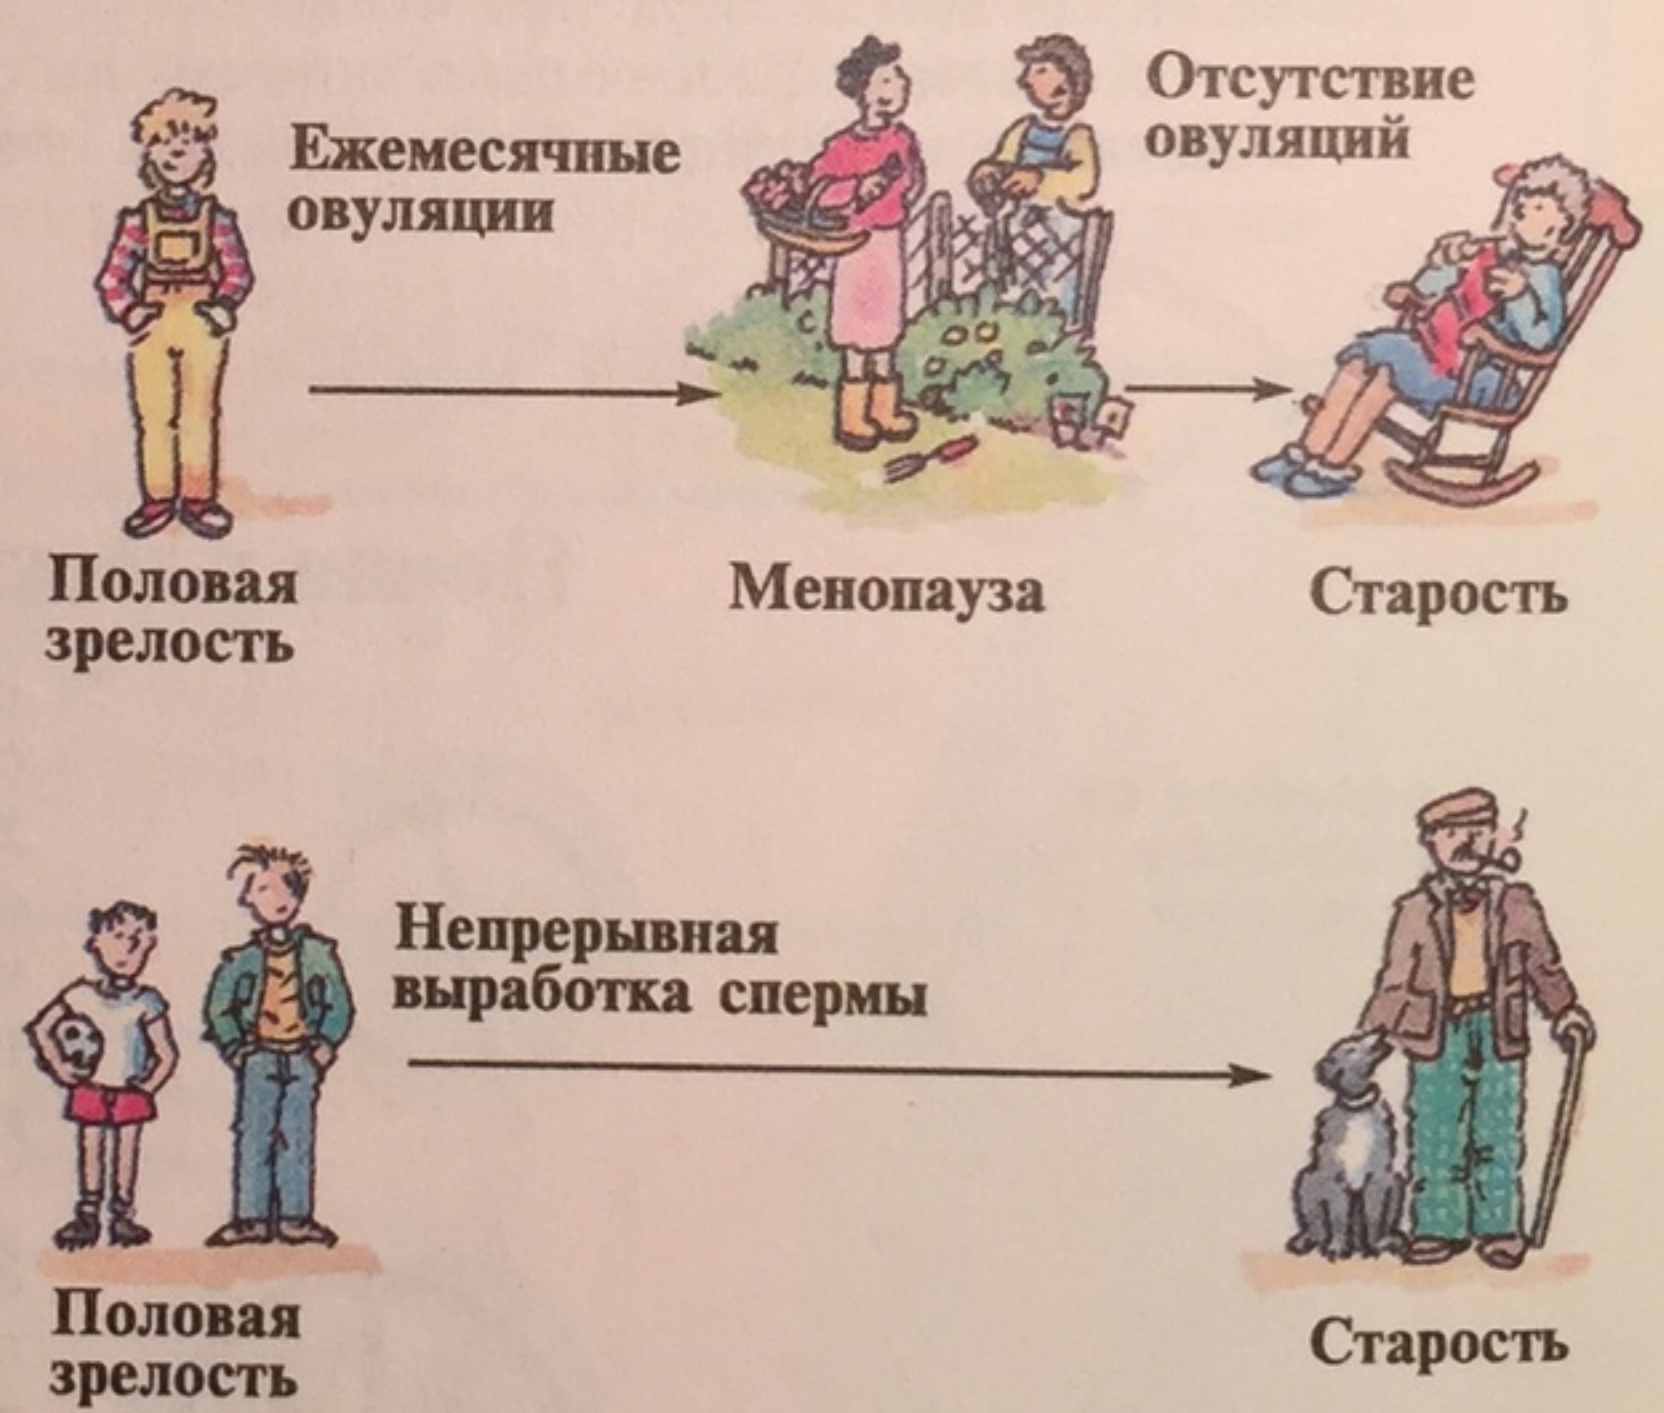 Ежемесячные
овуляции
Отсутствие
овуляций
Половая
зрелость
Менопауза
Старость
Непрерывная
выработка спермы
Половая
зрелость
Старость